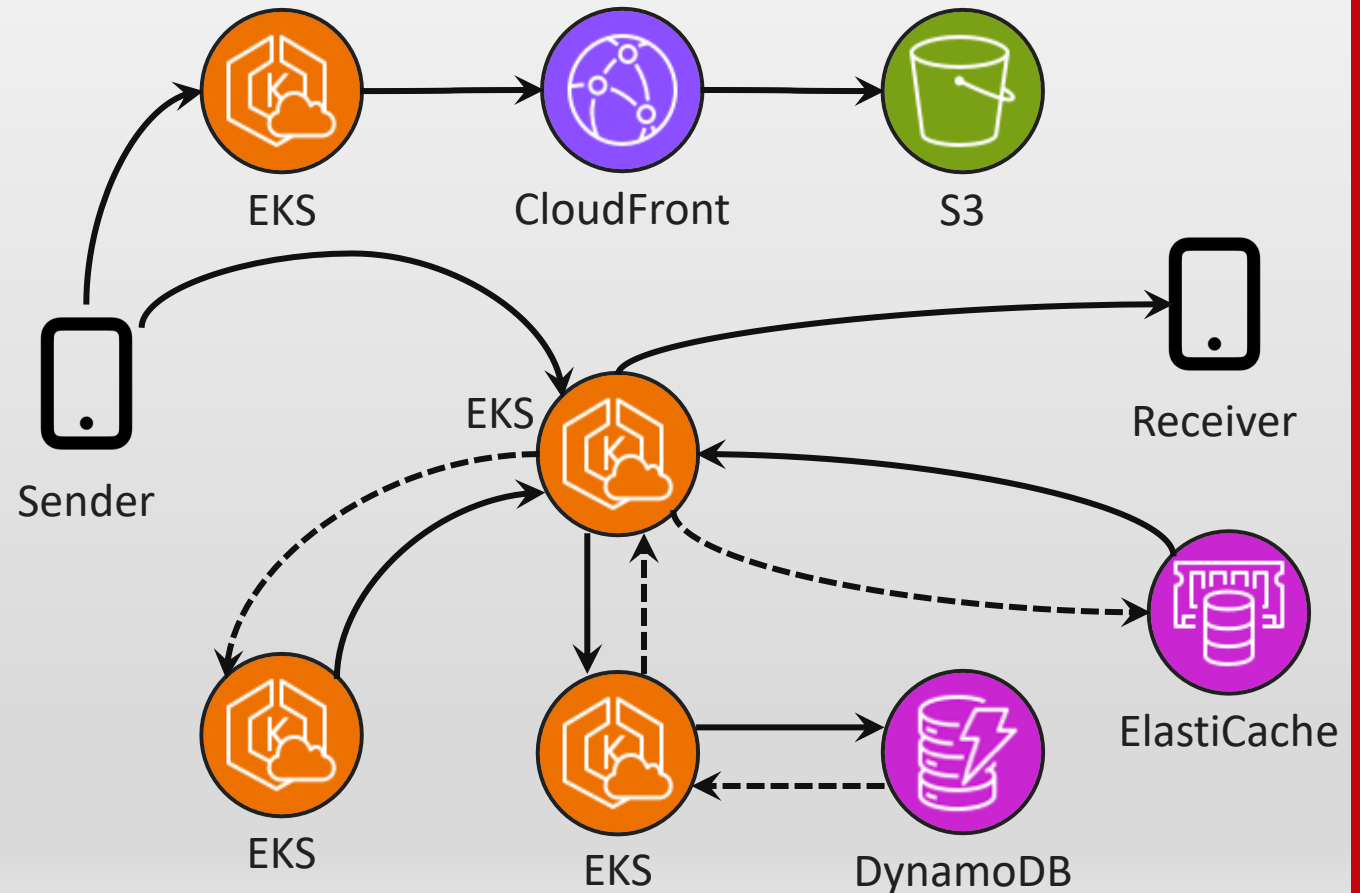 EKS
CloudFront
S3
EKS
Receiver
Sender
ElastiCache
EKS
EKS
DynamoDB